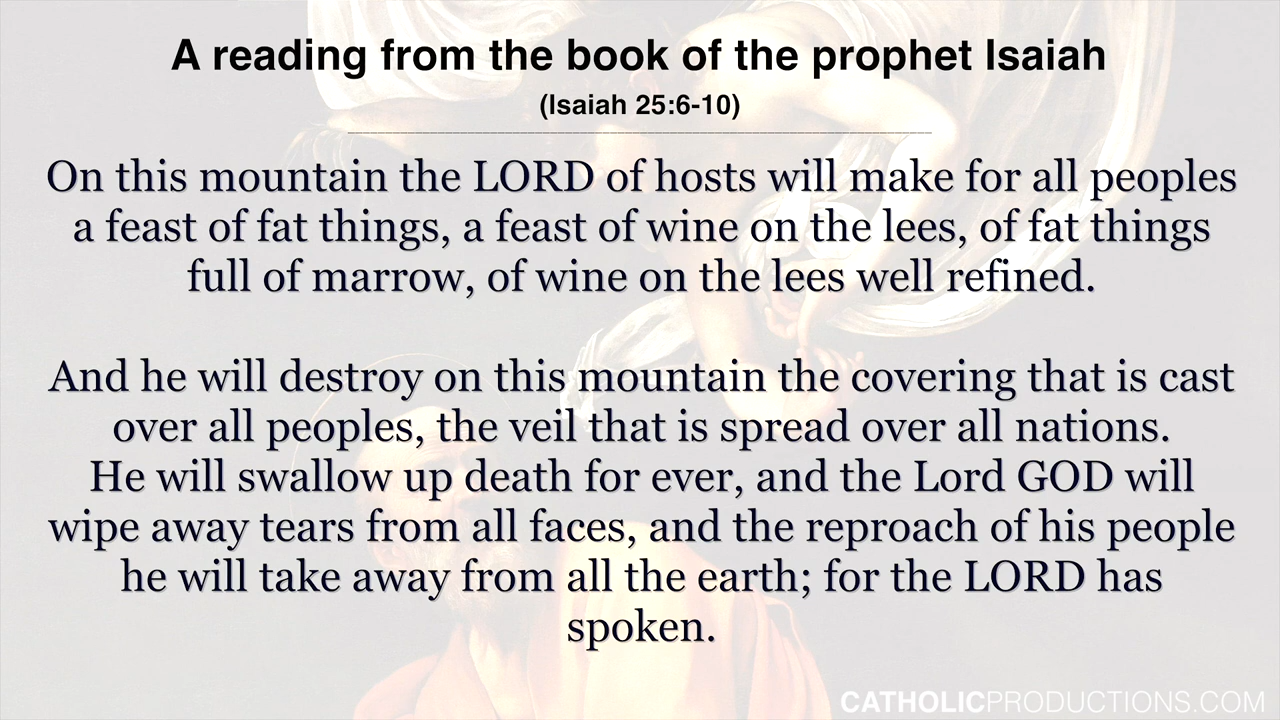 A reading from the book of the prophet Isaiah
(Isaiah 25:6-10)
On this mountain the LORD of hosts will make for all peoples
a feast of fat things, a feast of wine on the lees, of fat things
full of marrow, of wine on the lees well refined.
And he will destroy on this mountain the covering that is cast
over all peoples, the veil that is spread over all nations.
He will swallow up death for ever, and the Lord GOD will
wipe away tears from all faces, and the reproach of his people
he will take away from all the earth; for the LORD has
spoken.
CATHOLICPRODUCTIONS.COM